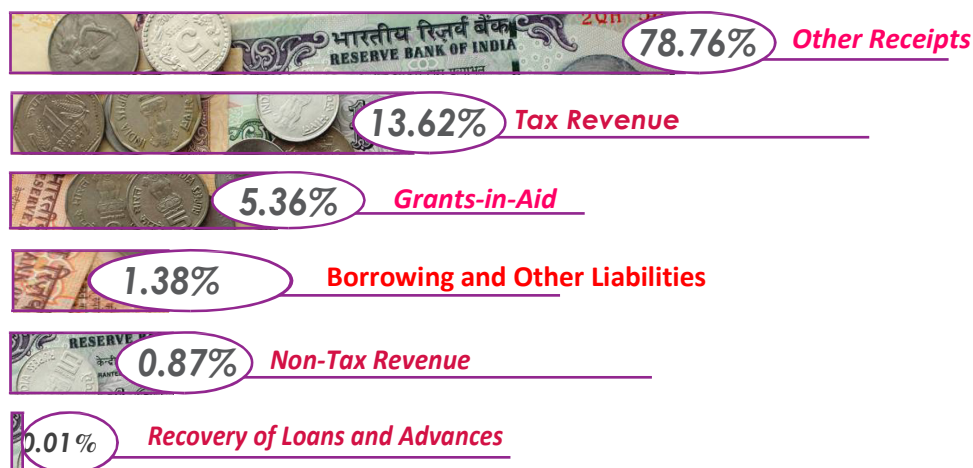 भारतीय रिज़र्व बैंक
RESERVE BANK OF INDIA
78.76% Other Receipts
13.62% Tax Revenue
5.36% Grants-in-Aid
1.38% Borrowing and Other Liabilities
RESERVE
0.87% Non-Tax Revenue
0.01% Recovery of Loans and Advances